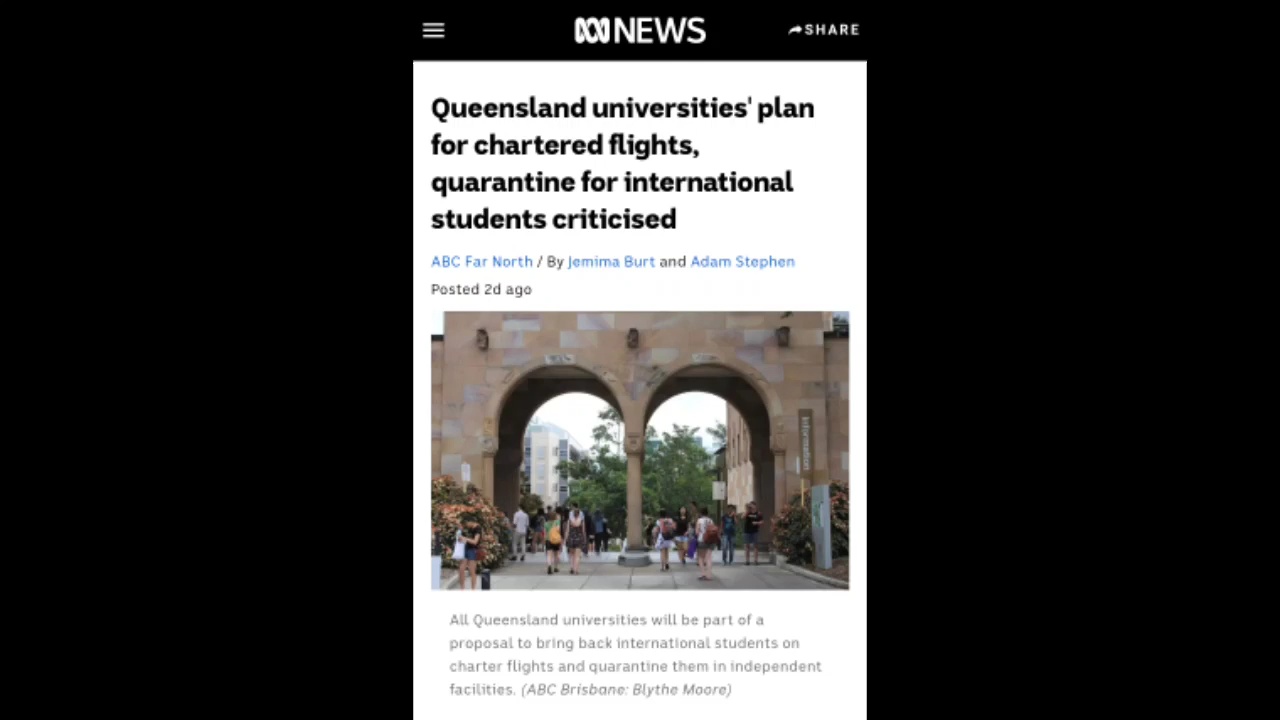 NEWS
SHARE
Queensland universities' plan
for chartered flights,
quarantine for international
students criticised
ABC Far North / By Jemima Burt and Adam Stephen
Posted 2d ago
Information
All Queensland universities will be part of a
proposal to bring back international students on
charter flights and quarantine them in independent
facilities. (ABC Brisbane: Blythe Moore)